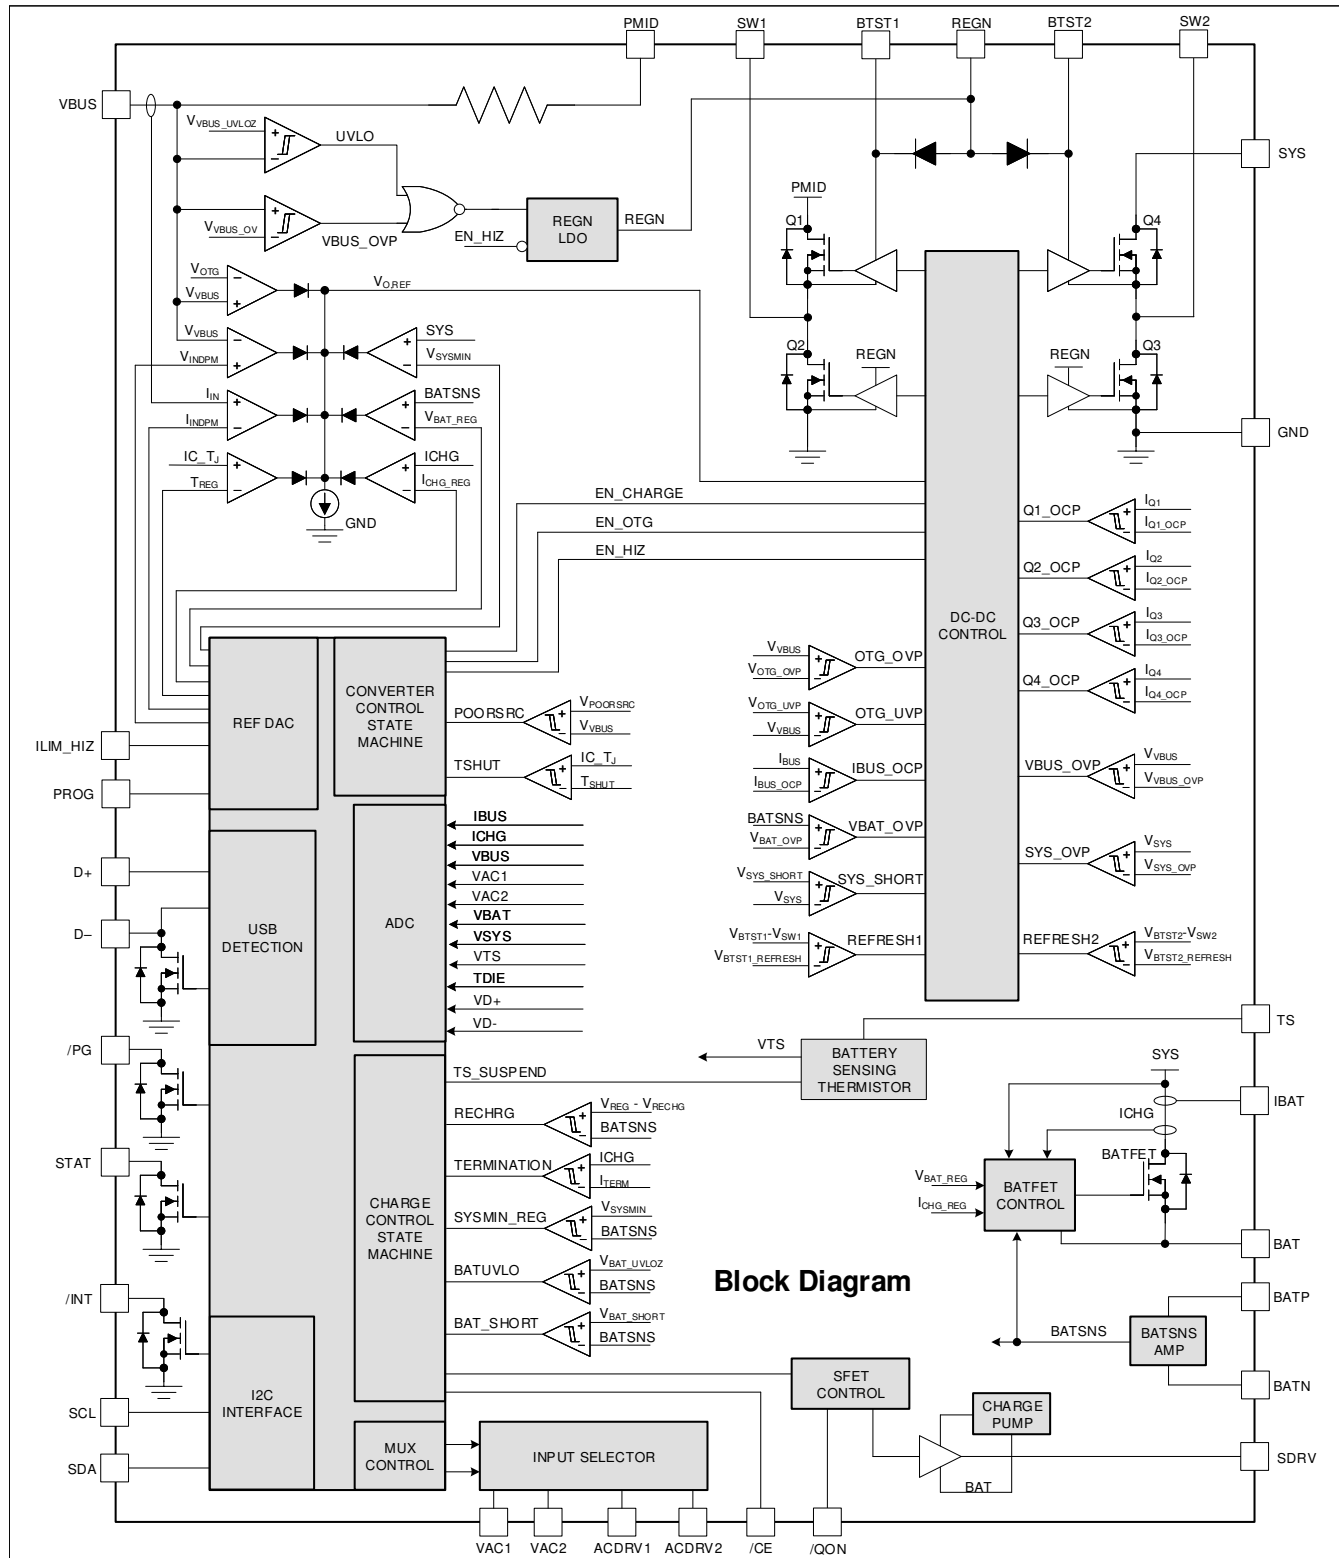 PMID
SW1
BTST1
REGN
BTST2
SW2
VBUS
VVBUS_UVLOZ
UVLO
VVBUS_OV
VBUS_OVP
EN_HIZ
REGN
LDO
REGN
SYS
PMID
Q1
Q4
VOTG
VVBUS
VO,REF
VVBUS
VINDPM
SYS
VSYSMIN
Q2
REGN
REGN
Q3
IIN
IINDPM
BATSNS
VBAT_REG
GND
IC_TJ
TREG
ICHG
ICHG_REG
GND
EN_CHARGE
EN_OTG
EN_HIZ
DC-DC
CONTROL
Q1_OCP
IQ1
IQ1_OCP
Q2_OCP
IQ2
IQ2_OCP
Q3_OCP
IQ3
IQ3_OCP
Q4_OCP
IQ4
IQ4_OCP
VVBUS
VOTG_OVP
OTG_OVP
VOTG_UVP
VVBUS
OTG_UVP
IBUS
IBUS_OCP
IBUS_OCP
BATSNS
VBAT_OVP
VBAT_OVP
VSYS_SHORT
VSYS
SYS_SHORT
VBTST1-VSW1
VBTST1_REFRESH
REFRESH1
VBUS_OVP
VVBUS
VVBUS_OVP
SYS_OVP
VSYS
VSYS_OVP
REFRESH2
VBTST2-VSW2
VBTST2_REFRESH
REF DAC
CONVERTER
CONTROL
STATE
MACHINE
POORSRC
VPOORSRC
VVBUS
TSHUT
IC_TJ
TSHUT
ILIM_HIZ
PROG
D+
D–
USB
DETECTION
ADC
IBUS
ICHG
VBUS
VAC1
VAC2
VBAT
VSYS
VTS
TDIE
VD+
VD-
/PG
STAT
/INT
SCL
SDA
TS
VTS
BATTERY
SENSING
THERMISTOR
TS_SUSPEND
CHARGE
CONTROL
STATE
MACHINE
RECHRG
VREG - VRECHG
BATSNS
TERMINATION
ICHG
ITERM
SYSMIN_REG
VSYSMIN
BATSNS
BATUVLO
VBAT_UVLOZ
BATSNS
BAT_SHORT
VBAT_SHORT
BATSNS
SYS
IBAT
ICHG
BATFET
VBAT_REG
ICHG_REG
BATFET
CONTROL
BAT
Block Diagram
BATP
BATSNS
BATSNS
AMP
BATN
I2C
INTERFACE
MUX
CONTROL
INPUT SELECTOR
SFET
CONTROL
CHARGE
PUMP
BAT
SDRV
VAC1
VAC2
ACDRV1
ACDRV2
/CE
/QON